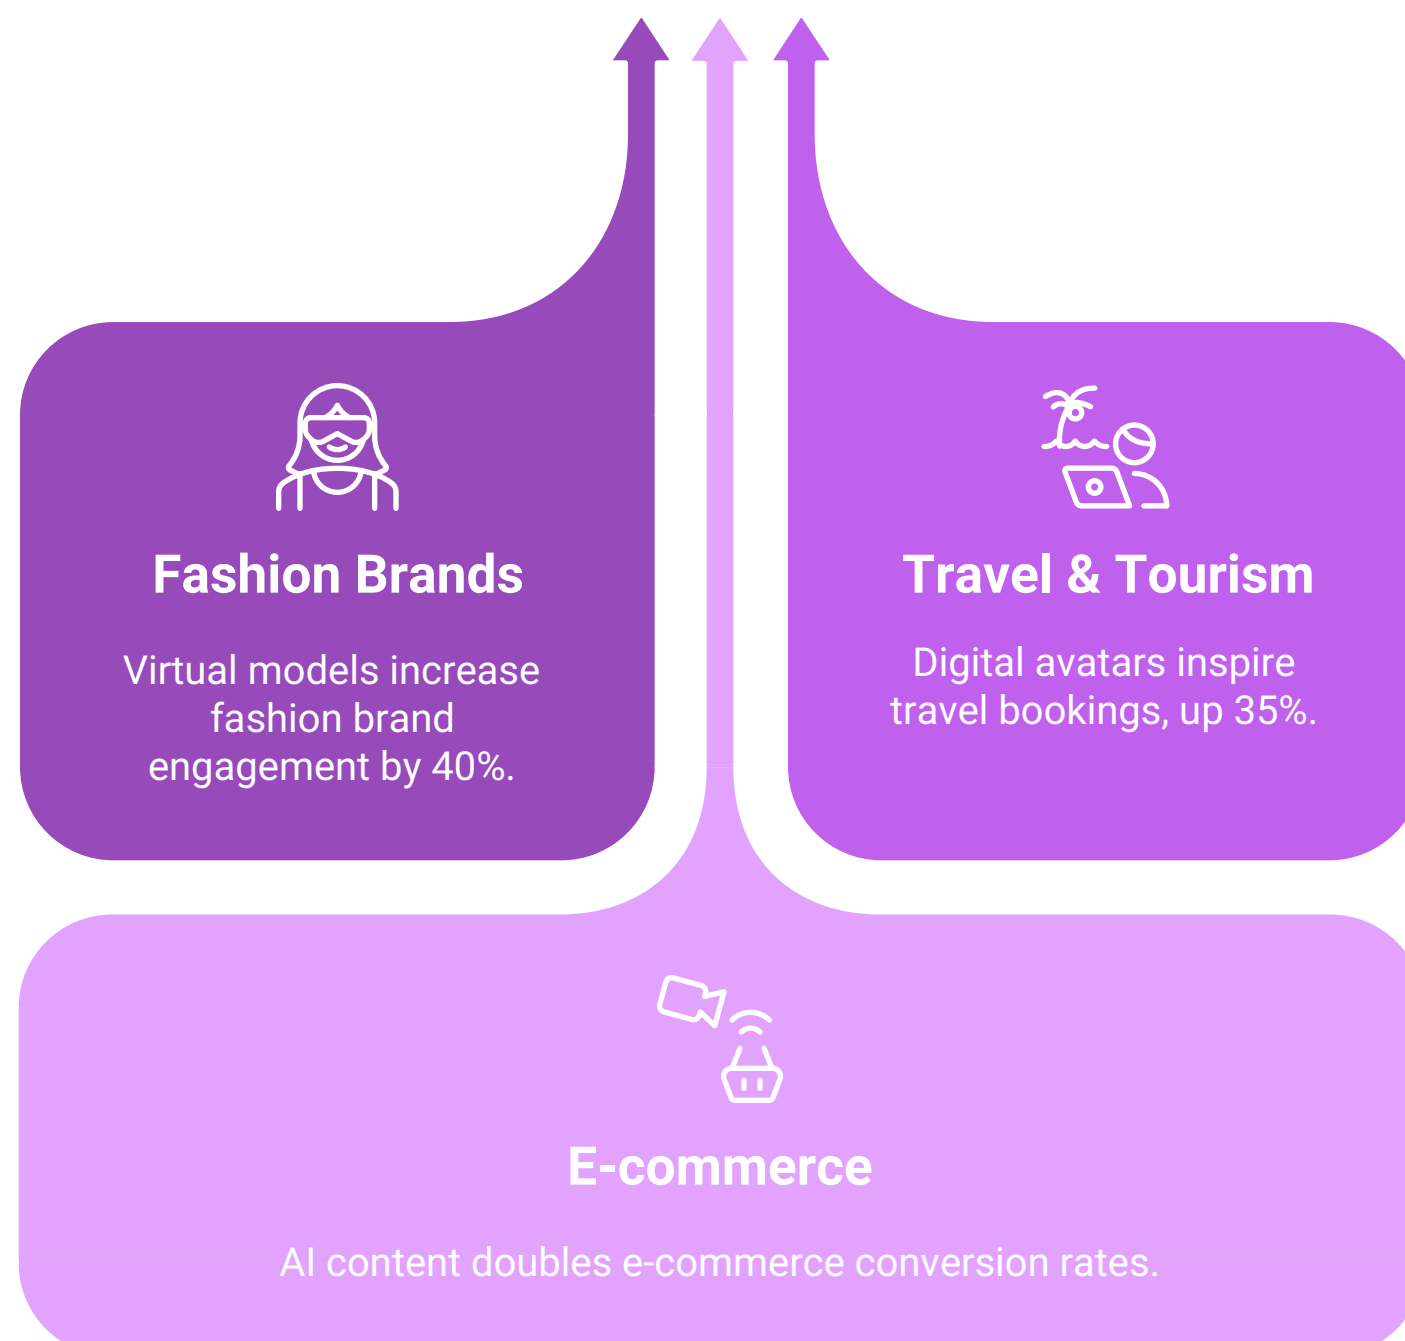 Fashion Brands
Virtual models increase
fashion brand
engagement by 40%.
Travel & Tourism
Digital avatars inspire
travel bookings, up 35%.
E-commerce
AI content doubles e-commerce conversion rates.